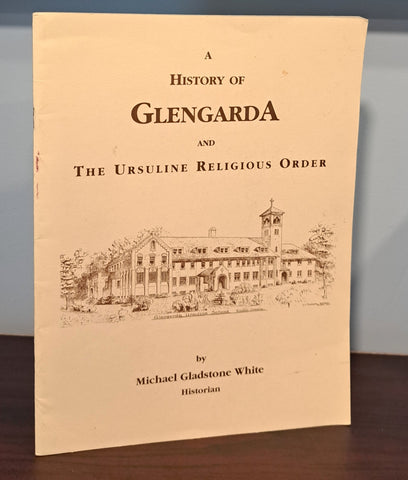 A
HISTORY OF
GLENGARDA
AND
THE URSULINE RELIGIOUS ORDER
by
Michael Gladstone White
Historian